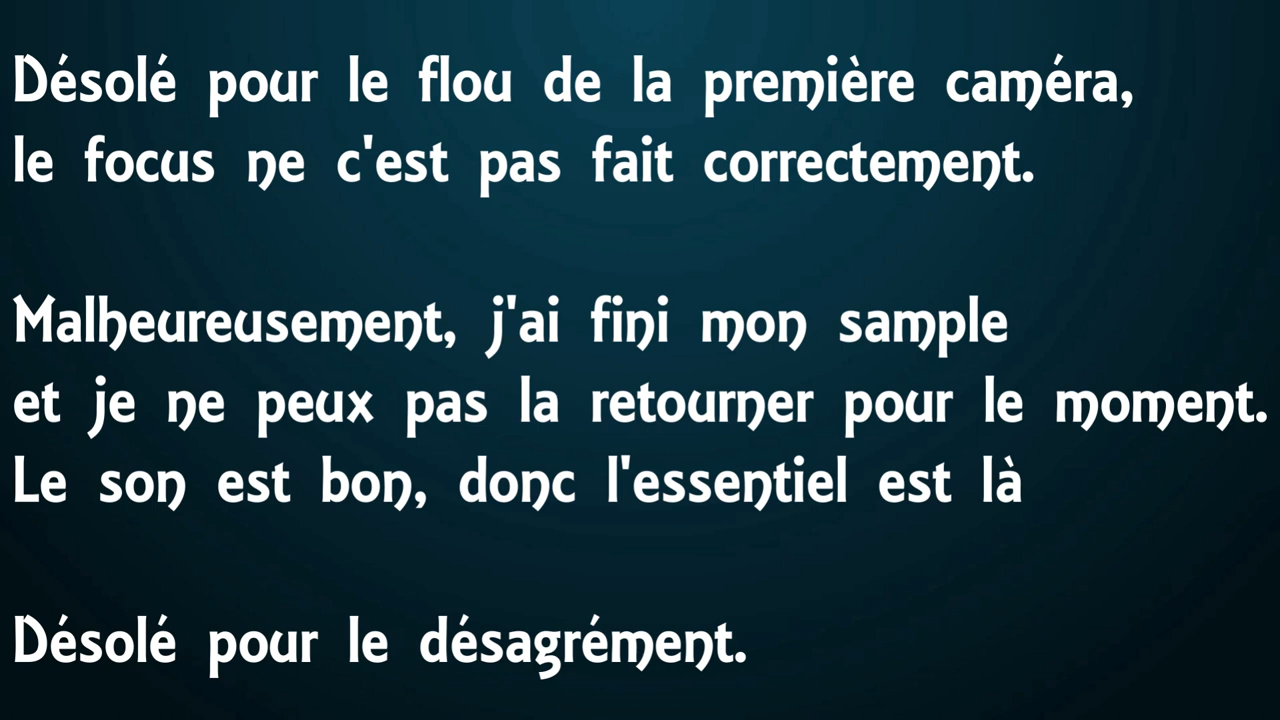 Désolé pour le flou de la première caméra,
le focus ne c'est pas fait correctement.
Malheureusement, j'ai fini mon sample
et je ne peux pas la retourner pour le moment.
Le son est bon, donc l'essentiel est là
Désolé pour le désagrément.